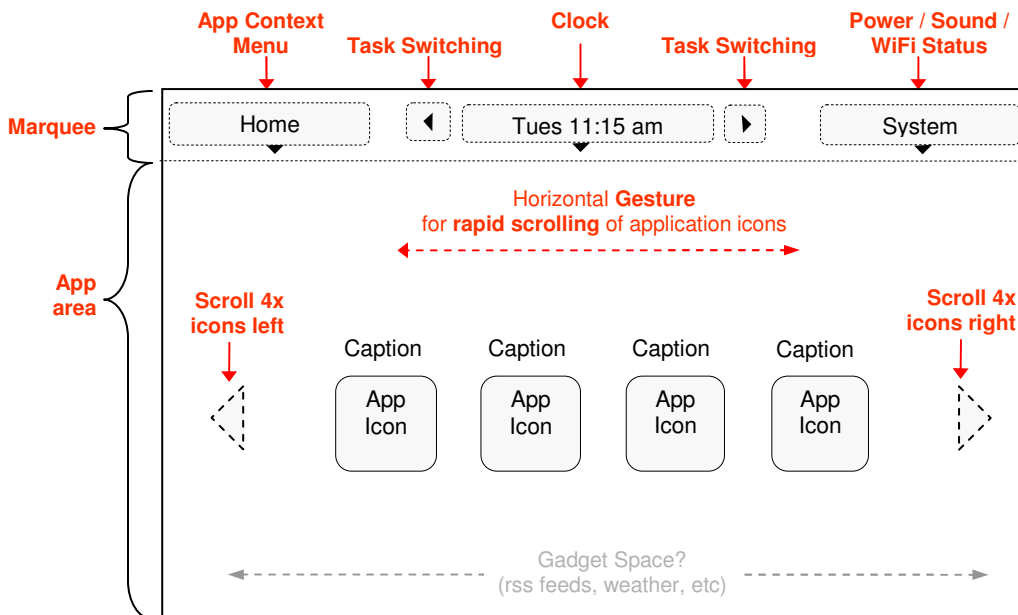 App Context
Menu
Task Switching
Clock
Task Switching
Power / Sound /
WiFi Status
Marquee
Home
Tues 11:15 am
System
Horizontal Gesture
for rapid scrolling of application icons
App
area
Scroll 4x
icons left
Scroll 4x
icons right
Caption
Caption
Caption
Caption
App
Icon
App
Icon
App
Icon
App
Icon
Gadget Space?
(rss feeds, weather, etc)